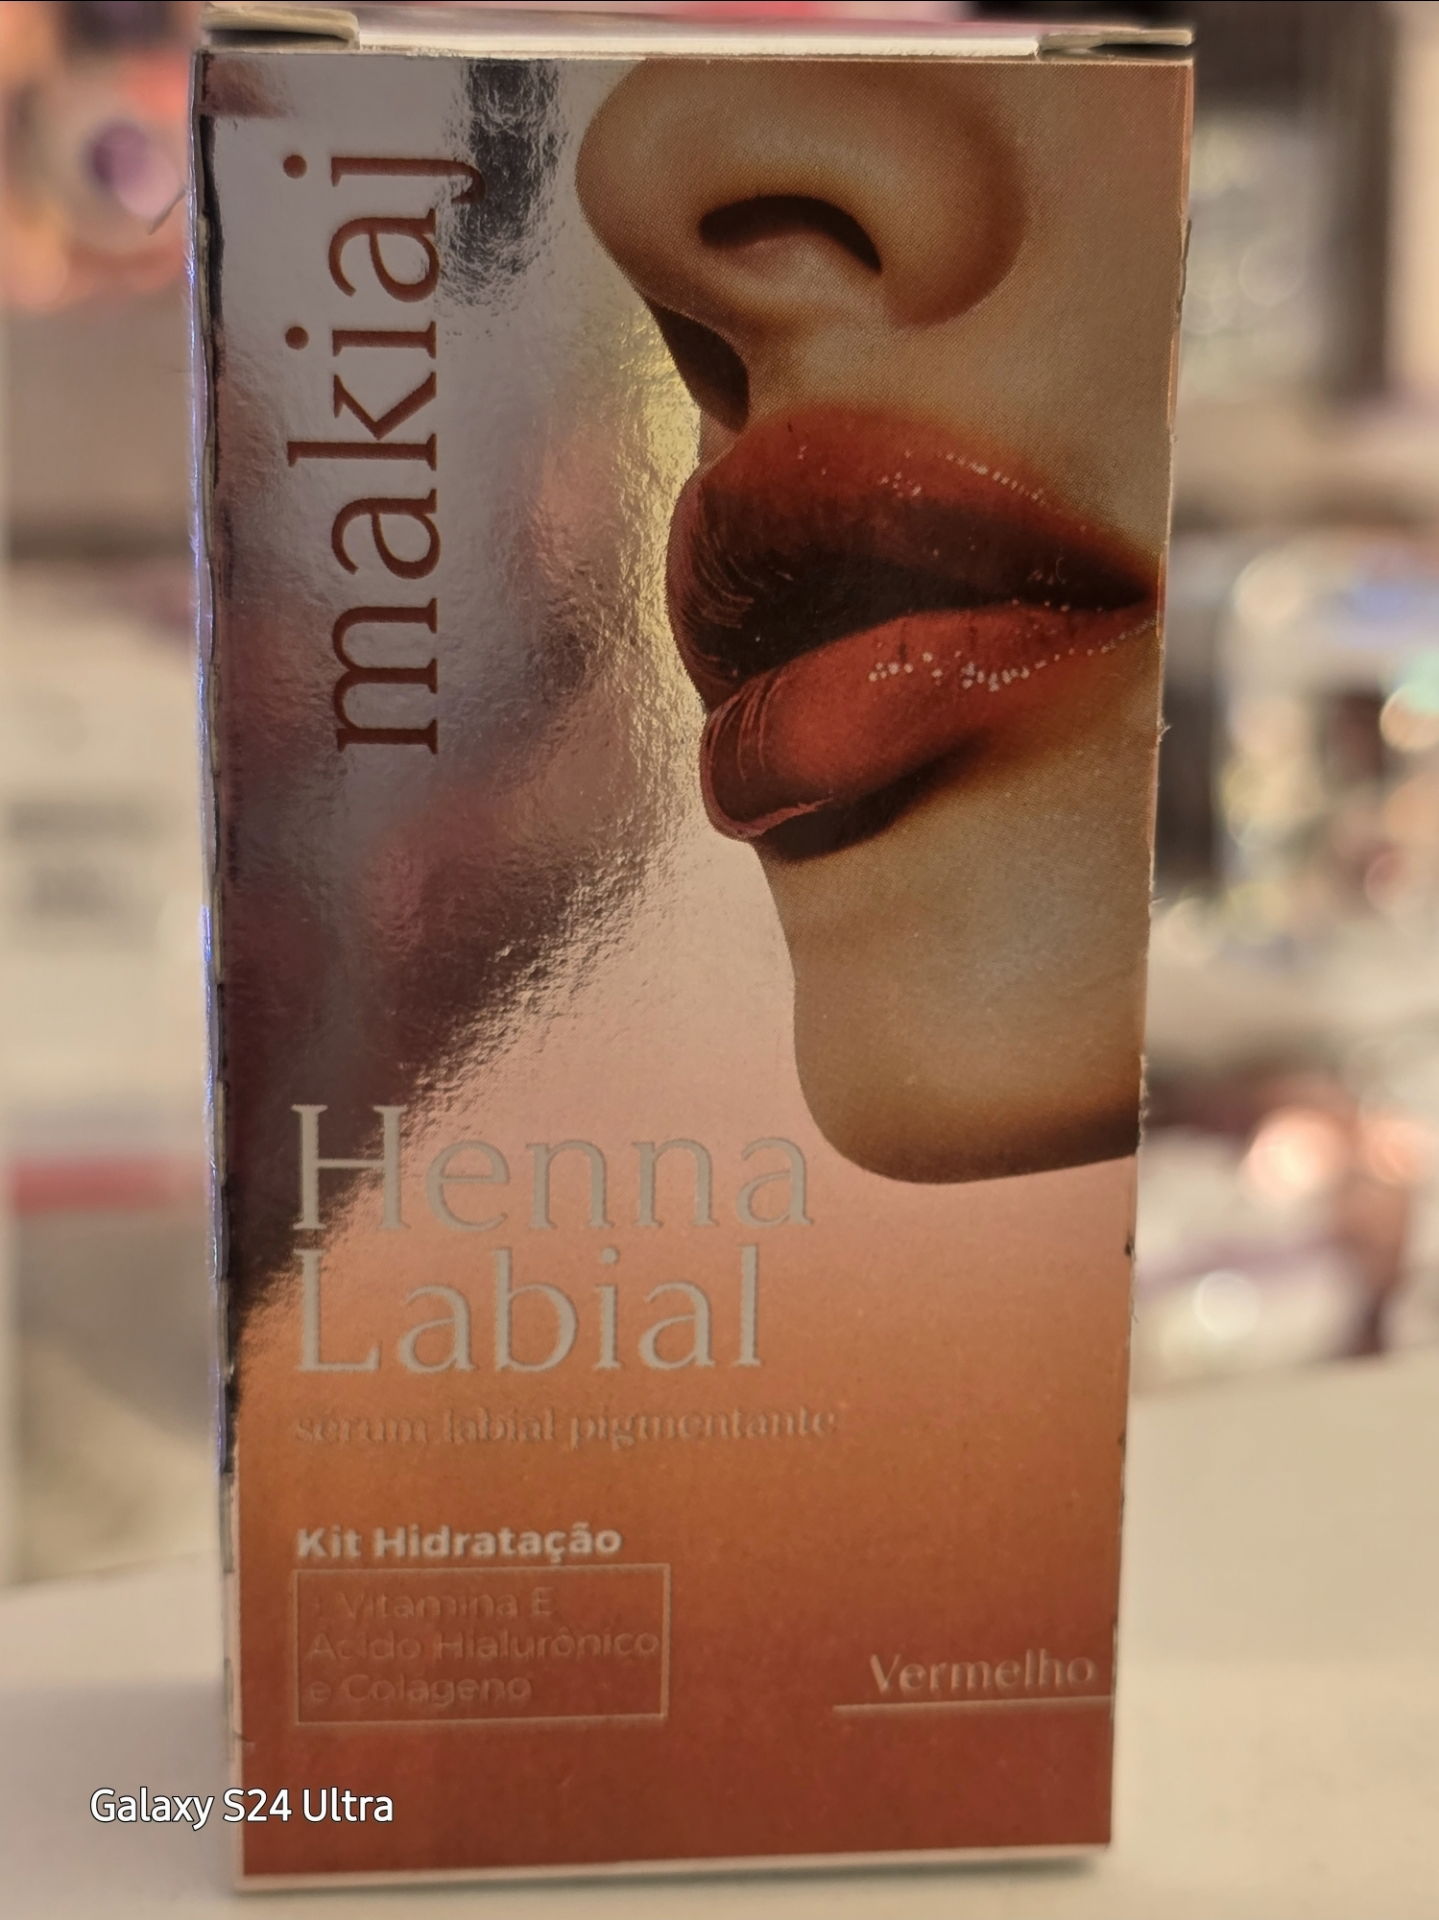 makiaj
Henna
Labial
sérum labial pigmentante
Kit Hidratação
+ Vitamina E
Ácido Hialurônico
e Colágeno
Vermelho
Galaxy S24 Ultra